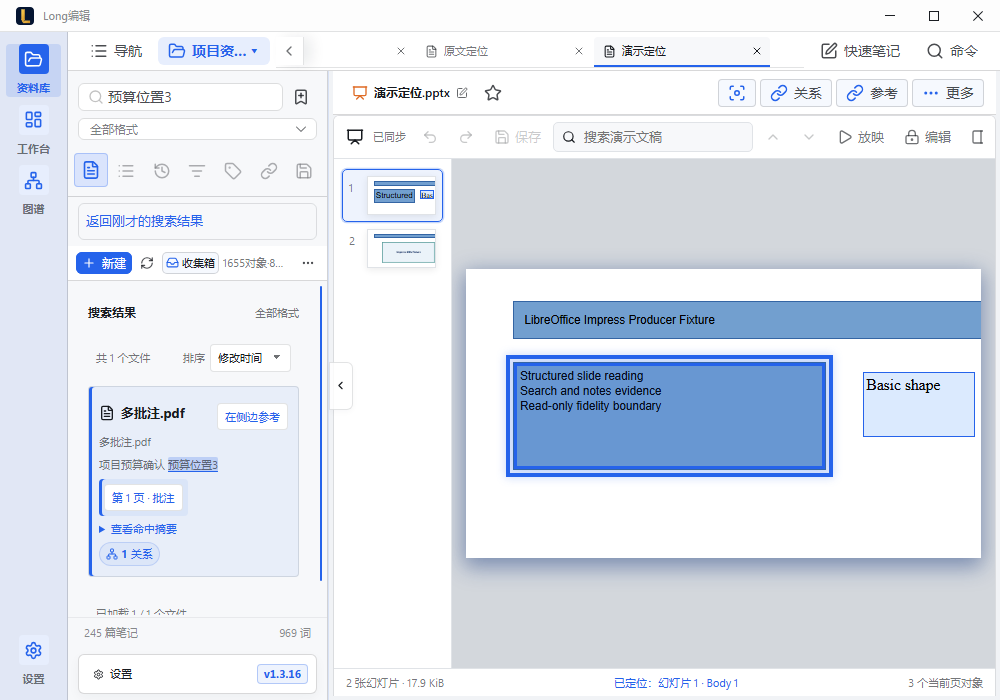 Long编辑
资料库
工作台
图谱
设置
导航
项目资...
原文定位
演示定位
快速笔记
命令
预算位置3
全部格式
返回刚才的搜索结果
新建
收集箱
1655对象·8...
搜索结果
全部格式
共 1 个文件
排序
修改时间
多批注.pdf
在侧边参考
多批注.pdf
项目预算确认 预算位置3
第 1 页 · 批注
查看命中摘要
1 关系
已加载 1 / 1 个文件
245 篇笔记
969 词
设置
v1.3.16
演示定位.pptx
关系
参考
更多
已同步
保存
搜索演示文稿
放映
编辑
1
Structured
Bas
2
LibreOffice Impress Producer Fixture
Structured slide reading
Search and notes evidence
Read-only fidelity boundary
Basic shape
2 张幻灯片 · 17.9 KiB
已定位：幻灯片 1 · Body 1
3 个当前页对象